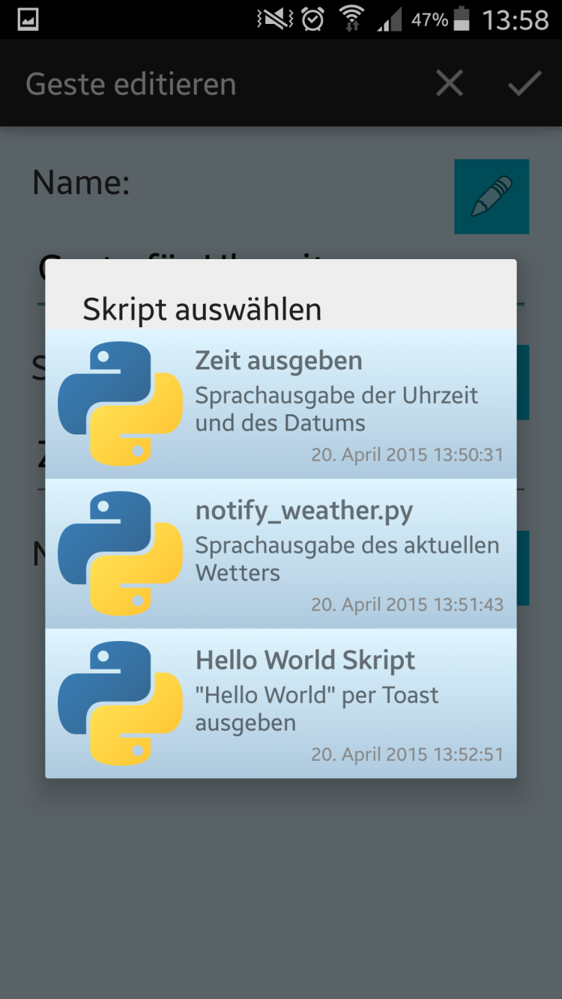 47% 13:58
Geste editieren
Name:
Skript auswählen
Zeit ausgeben
Sprachausgabe der Uhrzeit
und des Datums
20. April 2015 13:50:31
notify_weather.py
Sprachausgabe des aktuellen
Wetters
20. April 2015 13:51:43
Hello World Skript
"Hello World" per Toast
ausgeben
20. April 2015 13:52:51